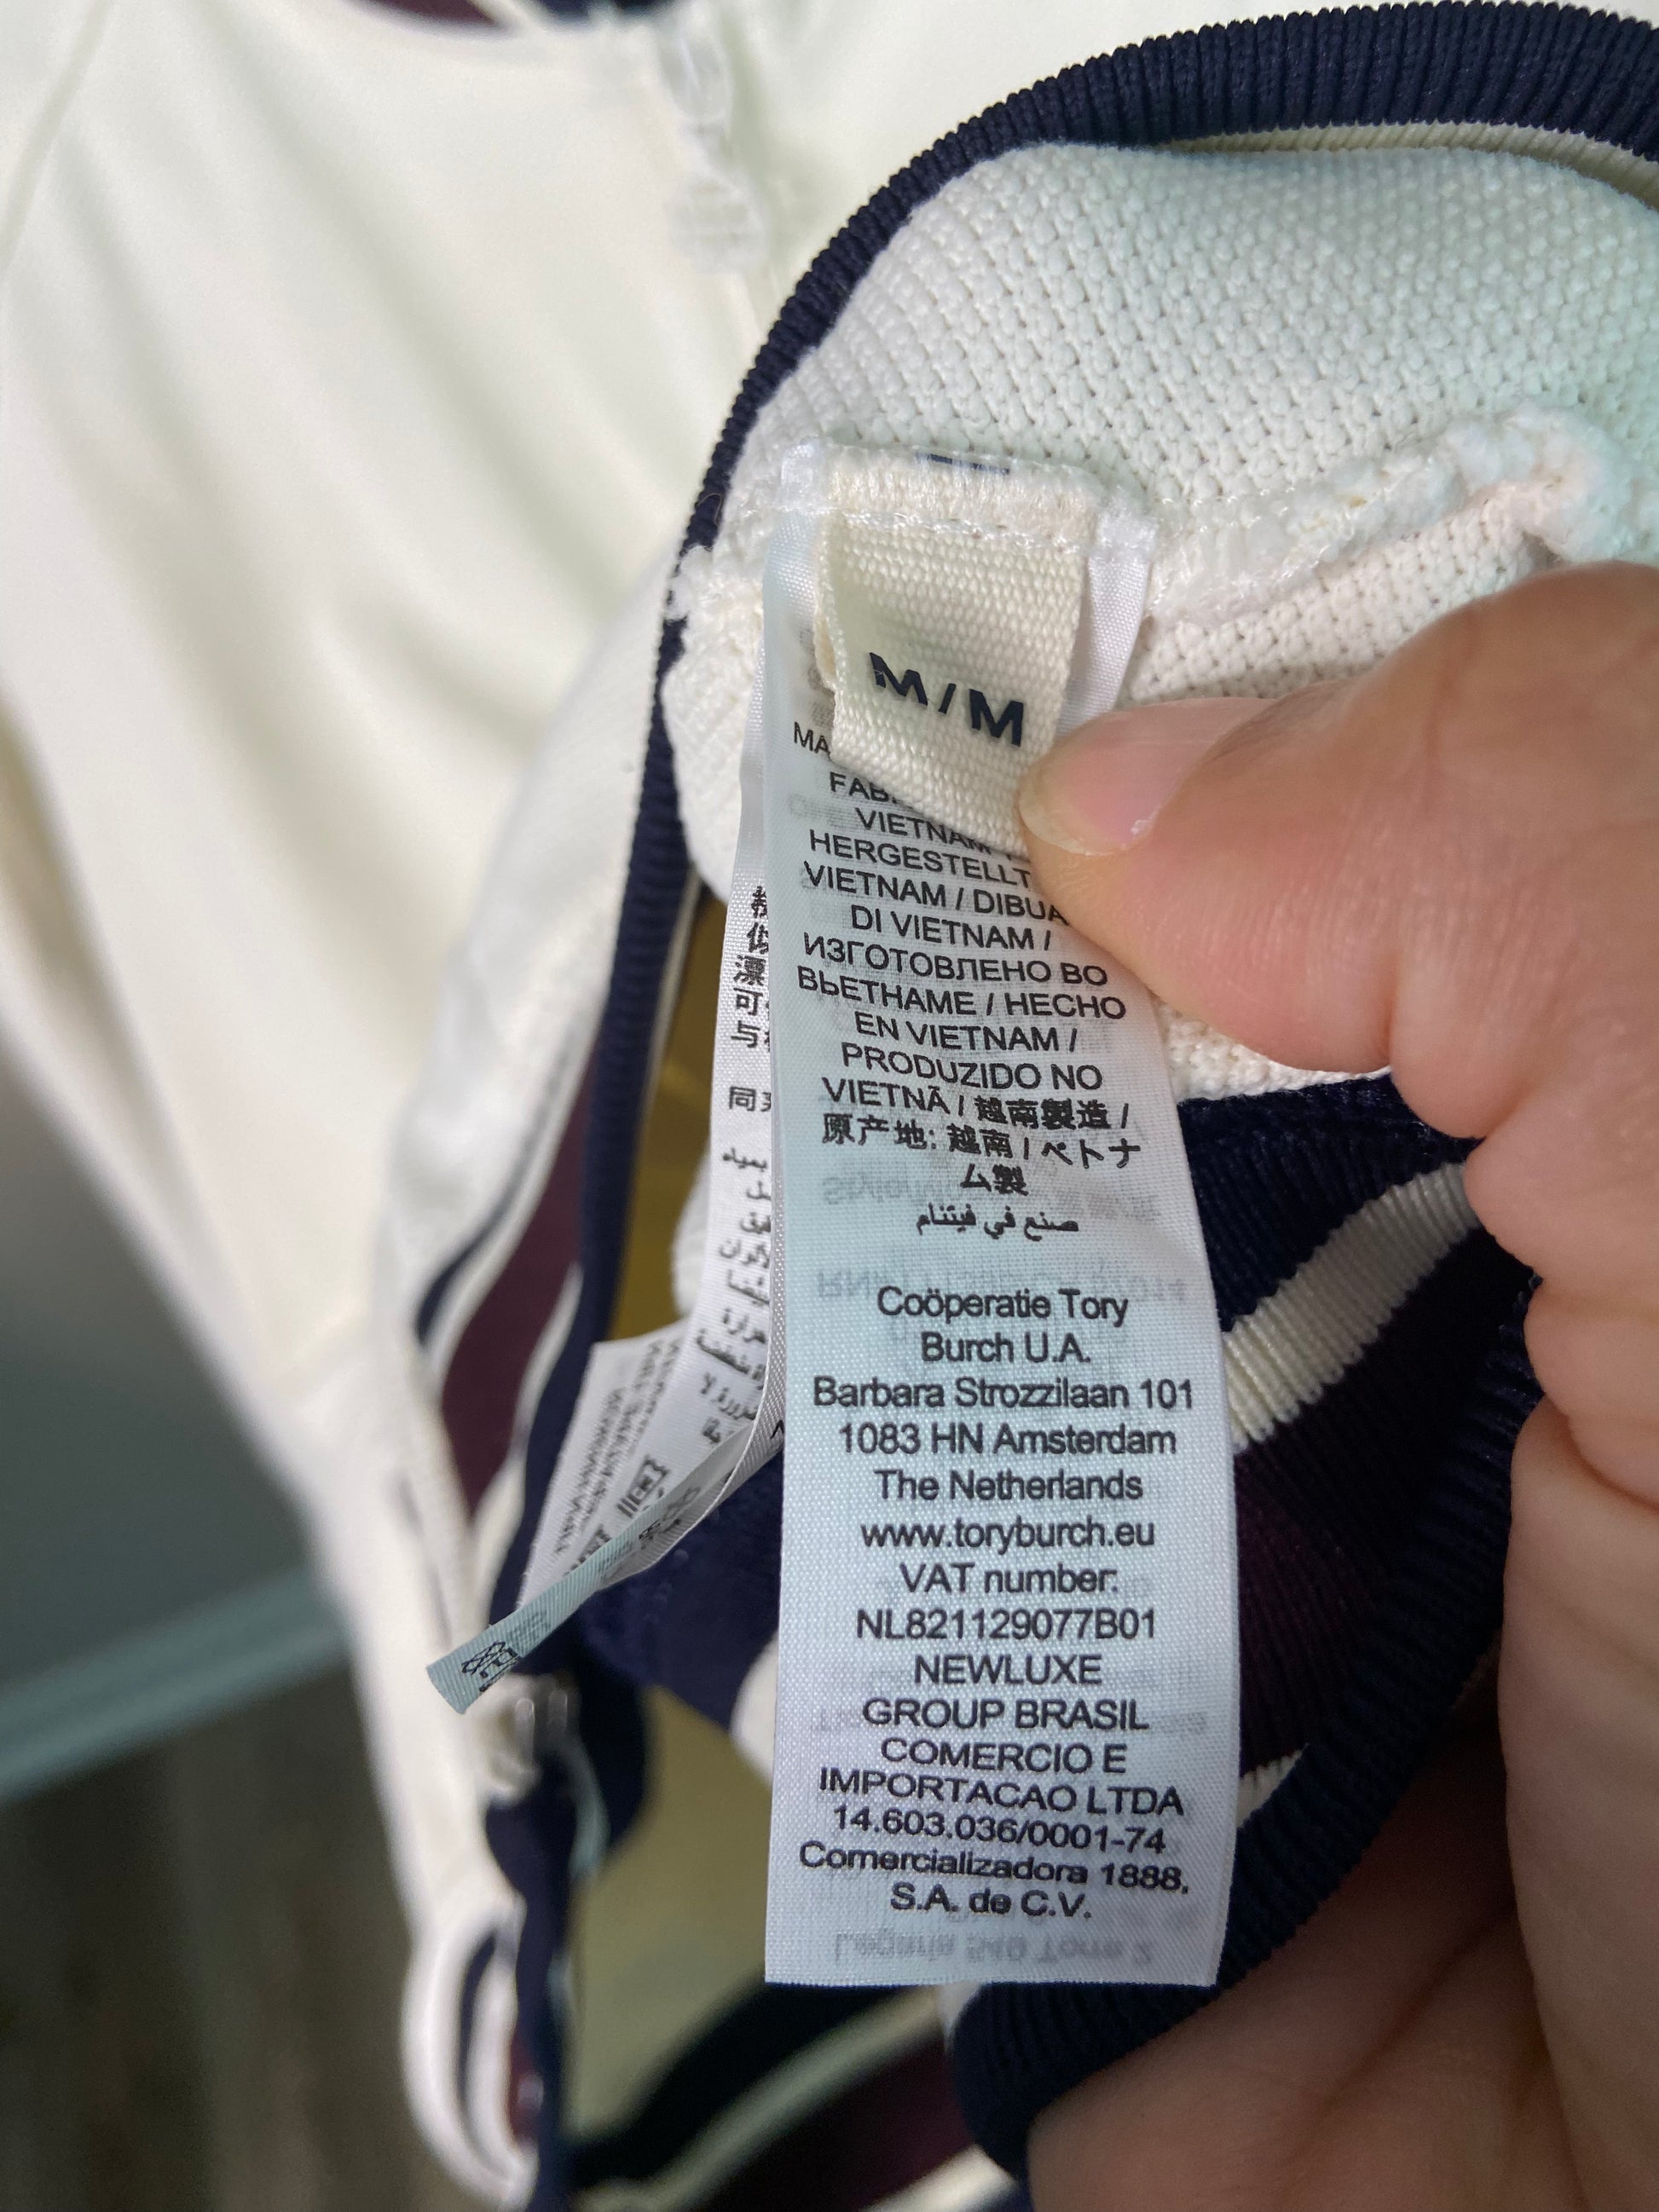 M/M
VIETNAM
HERGESTELLT
VIETNAM / DIBUA
DI VIETNAM /
ИЗГОТОВЛЕНО ВО
ВЬЕТНАМЕ / HECHO
EN VIETNAM /
PRODUZIDO NO
VIETNÃ / 越南製造 /
原产地: 越南 / ベトナ
ム製
صنع في فيتنام
Coöperatie Tory
Burch U.A.
Barbara Strozzilaan 101
1083 HN Amsterdam
The Netherlands
www.toryburch.eu
VAT number:
NL821129077B01
NEWLUXE
GROUP BRASIL
COMERCIO E
IMPORTACAO LTDA
14.603.036/0001-74
Comercializadora 1888,
S.A. de C.V.